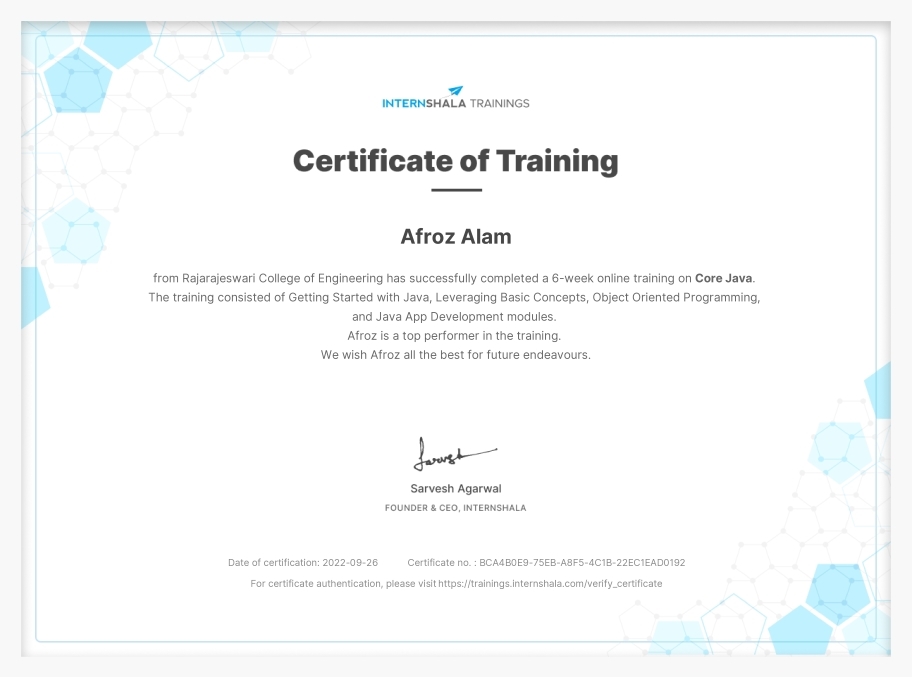 INTERNSHALA TRAININGS
Certificate of Training
Afroz Alam
from Rajarajeswari College of Engineering has successfully completed a 6-week online training on Core Java.
The training consisted of Getting Started with Java, Leveraging Basic Concepts, Object Oriented Programming,
and Java App Development modules.
Afroz is a top performer in the training.
We wish Afroz all the best for future endeavours.
Sarvesh
Sarvesh Agarwal
FOUNDER & CEO, INTERNSHALA
Date of certification: 2022-09-26 Certificate no. : BCA4B0E9-75EB-A8F5-4C1B-22EC1EAD0192
For certificate authentication, please visit https://trainings.internshala.com/verify_certificate